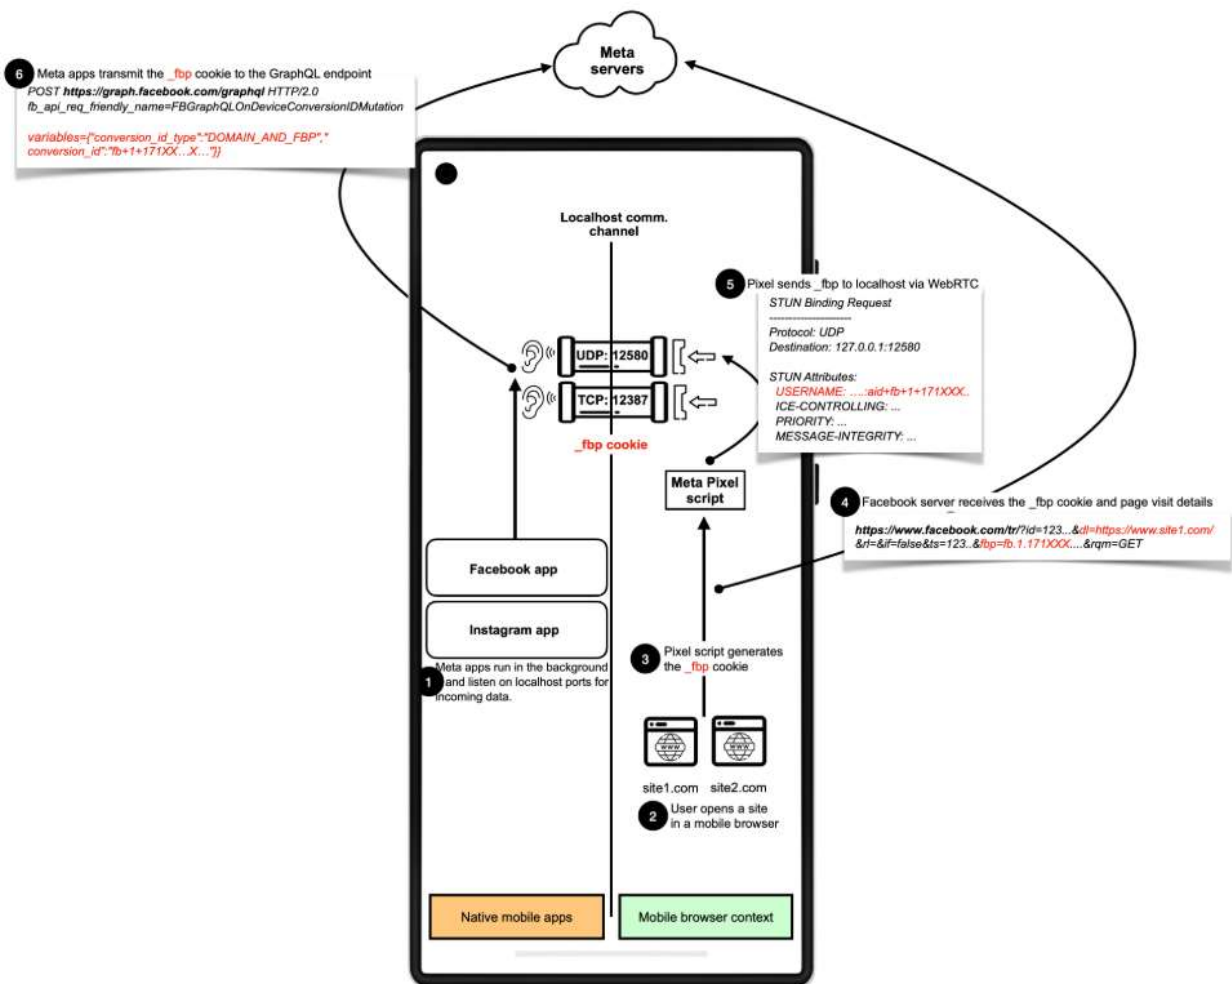 Meta
servers
6 Meta apps transmit the _fbp cookie to the GraphQL endpoint
POST https://graph.facebook.com/graphql HTTP/2.0
fb_api_req_friendly_name=FBGraphQLOnDeviceConversionIDMutation
variables={"conversion_id_type":"DOMAIN_AND_FBP","
conversion_id":"fb+1+171XX...X..."}}
Localhost comm.
channel
5 Pixel sends _fbp to localhost via WebRTC
STUN Binding Request
---------------------
Protocol: UDP
Destination: 127.0.0.1:12580
STUN Attributes:
USERNAME: ....:aid+fb+1+171XXX..
ICE-CONTROLLING: ...
PRIORITY: ...
MESSAGE-INTEGRITY: ...
UDP: 12580
TCP: 12387
_fbp cookie
Meta Pixel
script
4 Facebook server receives the _fbp cookie and page visit details
https://www.facebook.com/tr/?id=123...&dl=https://www.site1.com/
&rl=&if=false&ts=123..&fbp=fb.1.171XXX....&rqm=GET
Facebook app
Instagram app
1 Meta apps run in the background
and listen on localhost ports for
incoming data.
3 Pixel script generates
the _fbp cookie
WWW
WWW
site1.com
site2.com
2 User opens a site
in a mobile browser
Native mobile apps
Mobile browser context